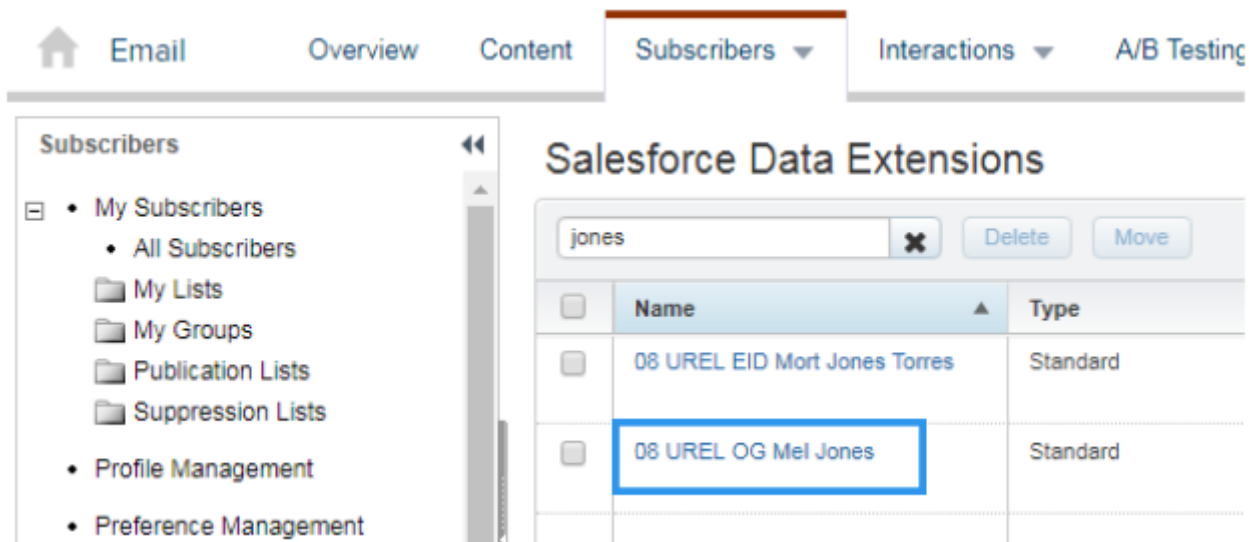 Email Overview Content Subscribers Interactions A/B Testing
Subscribers
My Subscribers
All Subscribers
My Lists
My Groups
Publication Lists
Suppression Lists
Profile Management
Preference Management
Salesforce Data Extensions
jones Delete Move
Name Type
08 UREL EID Mort Jones Torres Standard
08 UREL OG Mel Jones Standard